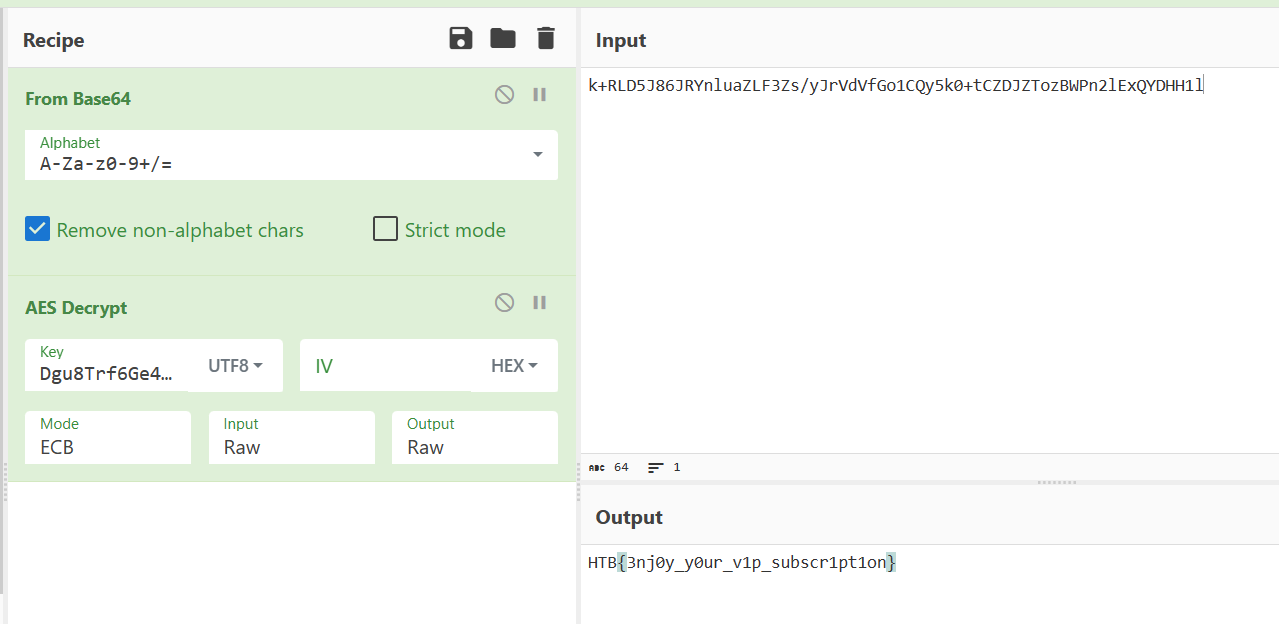 Recipe
From Base64
Alphabet
A-Za-z0-9+/=
Remove non-alphabet chars
Strict mode
AES Decrypt
Key
Dgu8Trf6Ge4…
UTF8
IV
HEX
Mode
ECB
Input
Raw
Output
Raw
Input
k+RLD5J86JRYnluaZLF3Zs/yJrVdVfGo1CQy5k0+tCZDJZTozBWPn2lExQYDHH1l
ABC 64
1
Output
HTB{3nj0y_y0ur_v1p_subscr1pt1on}